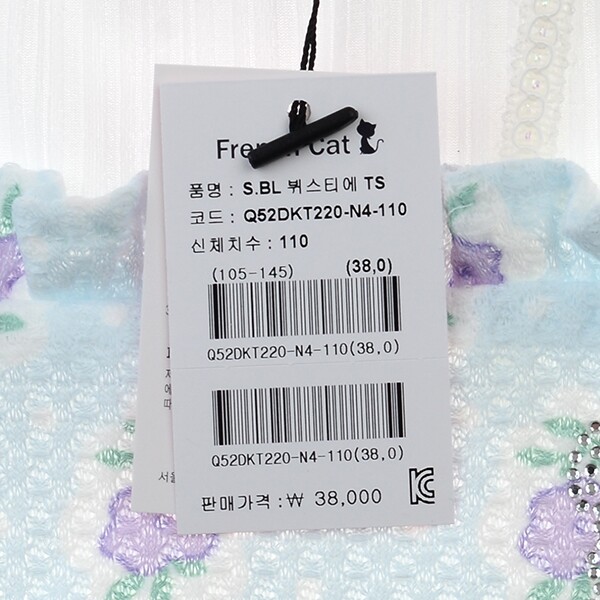 Cat
품명 : S.BL 뷔스티에 TS
코드 : Q52DKT220-N4-110
신체치수 : 110
(105-145) (38,0)
Q52DKT220-N4-110(38,0)
Q52DKT220-N4-110(38,0)
판매가격 : ₩ 38,000
서울